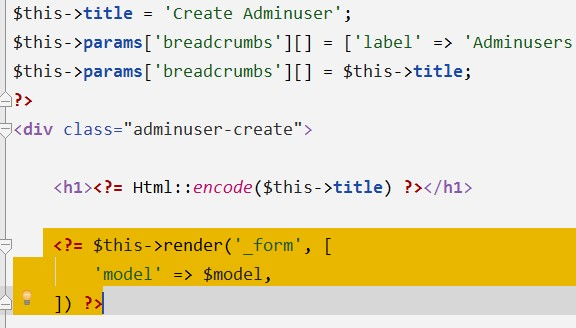 $this->title = 'Create Adminuser';
$this->params['breadcrumbs'][] = ['label' => 'Adminusers
$this->params['breadcrumbs'][] = $this->title;
?>
<div class="adminuser-create">
<h1><?= Html::encode($this->title) ?></h1>
<?= $this->render('_form', [
'model' => $model,
]) ?>